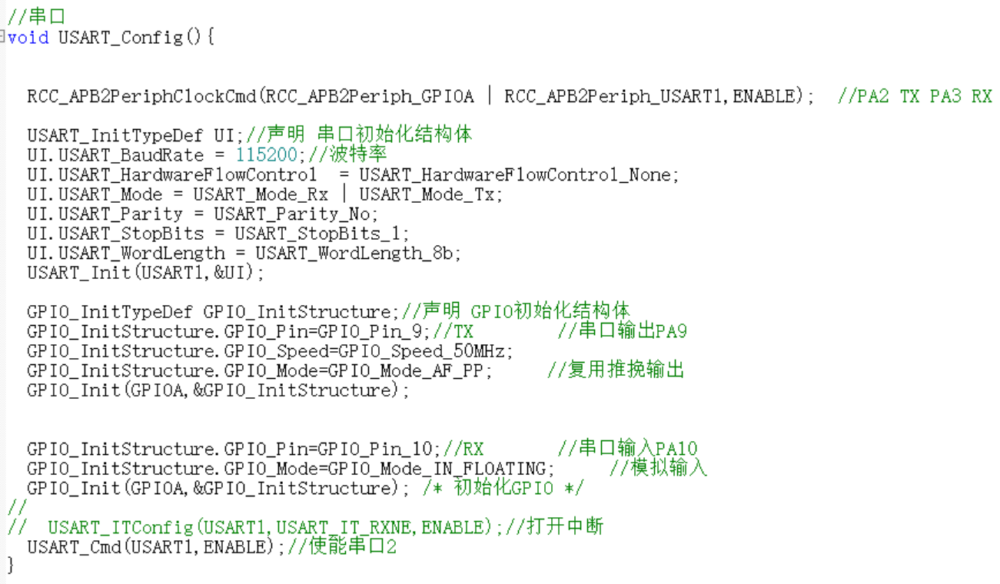 //串口
void USART_Config(){
RCC_APB2PeriphClockCmd(RCC_APB2Periph_GPIOA | RCC_APB2Periph_USART1,ENABLE);  //PA2 TX PA3 RX
USART_InitTypeDef UI;//声明 串口初始化结构体
UI.USART_BaudRate = 115200;//波特率
UI.USART_HardwareFlowControl  = USART_HardwareFlowControl_None;
UI.USART_Mode = USART_Mode_Rx | USART_Mode_Tx;
UI.USART_Parity = USART_Parity_No;
UI.USART_StopBits = USART_StopBits_1;
UI.USART_WordLength = USART_WordLength_8b;
USART_Init(USART1,&UI);
GPIO_InitTypeDef GPIO_InitStructure;//声明 GPIO初始化结构体
GPIO_InitStructure.GPIO_Pin=GPIO_Pin_9;//TX        //串口输出PA9
GPIO_InitStructure.GPIO_Speed=GPIO_Speed_50MHz;
GPIO_InitStructure.GPIO_Mode=GPIO_Mode_AF_PP;     //复用推挽输出
GPIO_Init(GPIOA,&GPIO_InitStructure);
GPIO_InitStructure.GPIO_Pin=GPIO_Pin_10;//RX       //串口输入PA10
GPIO_InitStructure.GPIO_Mode=GPIO_Mode_IN_FLOATING;     //模拟输入
GPIO_Init(GPIOA,&GPIO_InitStructure); /* 初始化GPIO */
//
//  USART_ITConfig(USART1,USART_IT_RXNE,ENABLE);//打开中断
USART_Cmd(USART1,ENABLE);//使能串口2
}